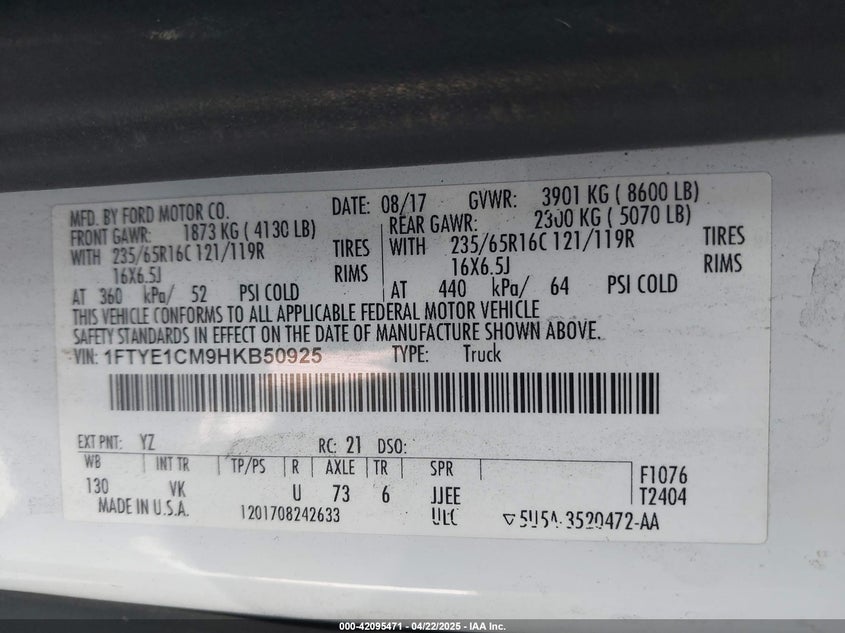 MFD. BY FORD MOTOR CO. DATE: 08/17 GVWR: 3901 KG ( 8600 LB)
FRONT GAWR: 1873 KG ( 4130 LB) REAR GAWR: 2300 KG ( 5070 LB)
WITH 235/65R16C 121/119R TIRES WITH 235/65R16C 121/119R TIRES
16X6.5J RIMS 16X6.5J RIMS
AT 360 kPa/ 52 PSI COLD AT 440 kPa/ 64 PSI COLD
THIS VEHICLE CONFORMS TO ALL APPLICABLE FEDERAL MOTOR VEHICLE
SAFETY STANDARDS IN EFFECT ON THE DATE OF MANUFACTURE SHOWN ABOVE.
VIN: 1FTYE1CM9HKB50925 TYPE: Truck
EXT PNT: YZ RC: 21 DSO:
WB INT TR TP/PS R AXLE TR SPR
130 VK U 73 6 JJEE
F1076
T2404
MADE IN U.S.A. 1201708242633 ULC 5U5A-3520472-AA
000-42095471 - 04/22/2025 - IAA Inc.